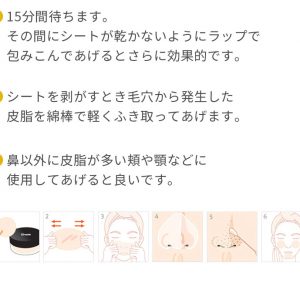 15分間待ちます。
その間にシートが乾かないようにラップで
包みこんであげるとさらに効果的です。
シートを剥がすとき毛穴から発生した
皮脂を綿棒で軽くふき取ってあげます。
鼻以外に皮脂が多い頬や顎などに
使用してあげると良いです。
2
3
4
5
6